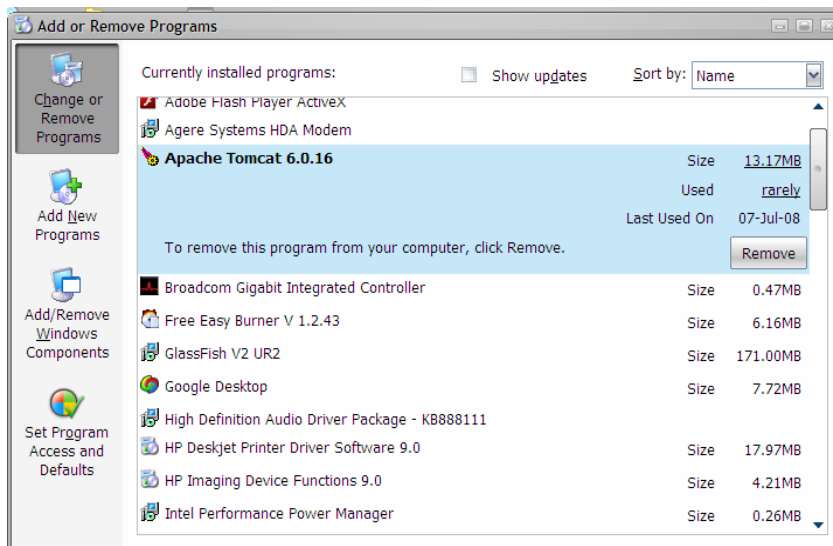 Add or Remove Programs
Change or
Remove
Programs
Add New
Programs
Add/Remove
Windows
Components
Set Program
Access and
Defaults
Currently installed programs:
Show updates
Sort by: Name
Adobe Flash Player ActiveX
Agere Systems HDA Modem
Apache Tomcat 6.0.16 Size 13.17MB
Used rarely
Last Used On 07-Jul-08
To remove this program from your computer, click Remove. Remove
Broadcom Gigabit Integrated Controller Size 0.47MB
Free Easy Burner V 1.2.43 Size 6.16MB
GlassFish V2 UR2 Size 171.00MB
Google Desktop Size 7.72MB
High Definition Audio Driver Package - KB888111
HP Deskjet Printer Driver Software 9.0 Size 17.97MB
HP Imaging Device Functions 9.0 Size 4.21MB
Intel Performance Power Manager Size 0.26MB